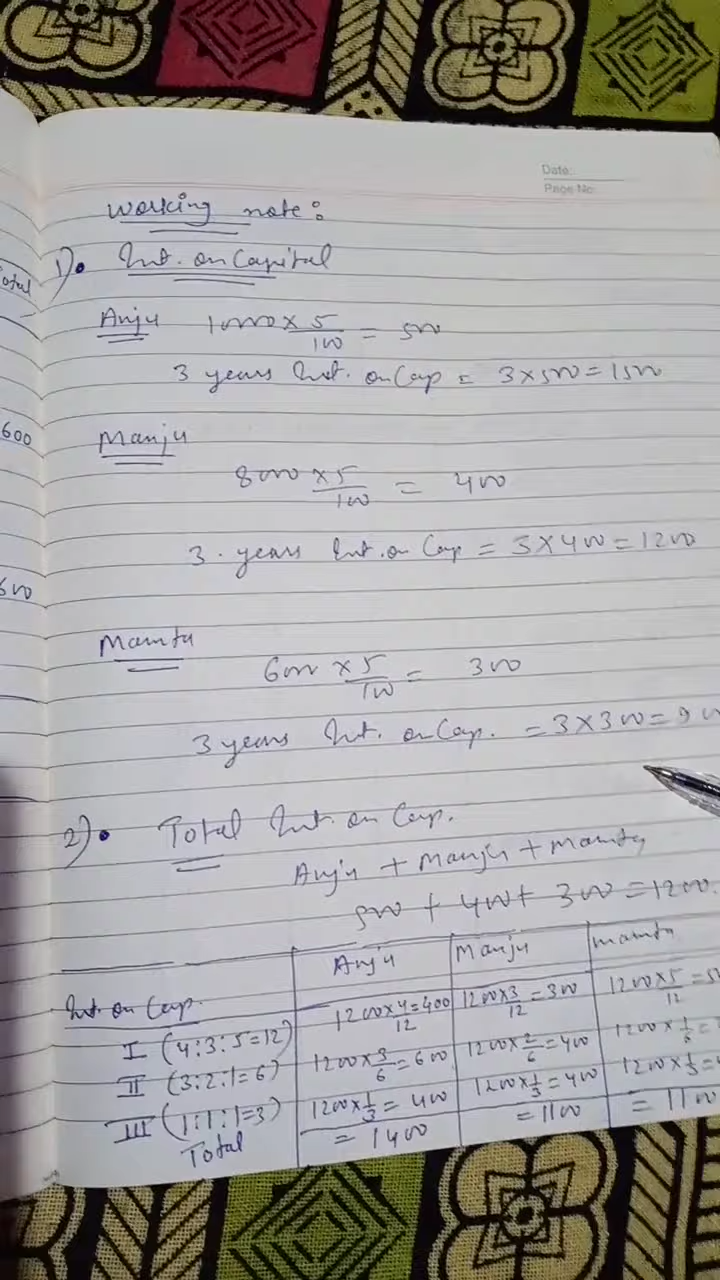 Date:
Page No:
Working note:
otal
1). Int. on Capital
Anju 10000 × 5/100 = 500
3 years Int. on Cap = 3×500=1500
600
Manju
8000 × 5/100 = 400
3. years Int. on Cap = 3×400=1200
Mamta
6000 × 5/100 = 300
3 years Int. on Cap. = 3×300=90
2). Total Int. on Cap.
Anju + Manju + Mamta
500 + 400+ 300 =1200.
Anju Manju Mamta
Int on Cap.
I (4:3:5=12) 1200×4/12=400 1200×3/12=300 1200×5/12=5
II (3:2:1=6) 1200×3/6=600 1200×2/6=400 1200×1/6=
III (1:1:1=3) 1200×1/3=400 1200×1/3=400 1200×1/3=
Total =1400 =1100 =1100